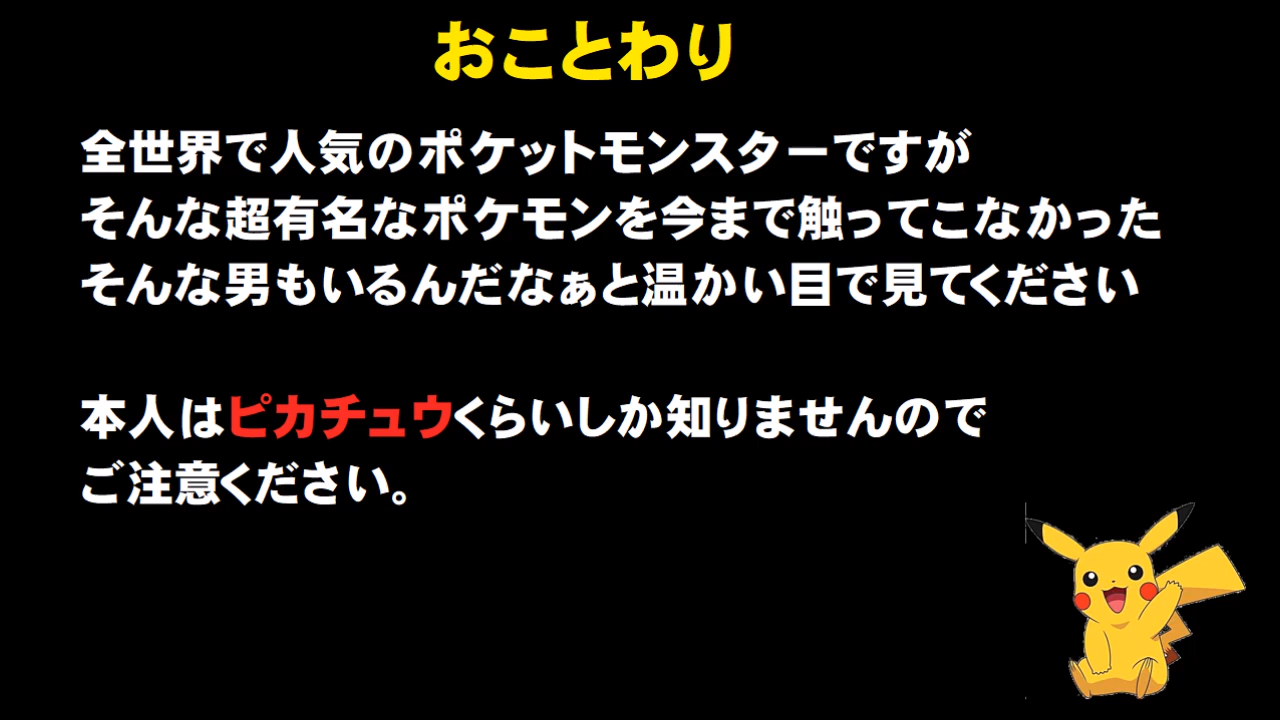 おことわり
全世界で人気のポケットモンスターですが
そんな超有名なポケモンを今まで触ってこなかった
そんな男もいるんだなぁと温かい目で見てください
本人はピカチュウくらいしか知りませんので
ご注意ください。